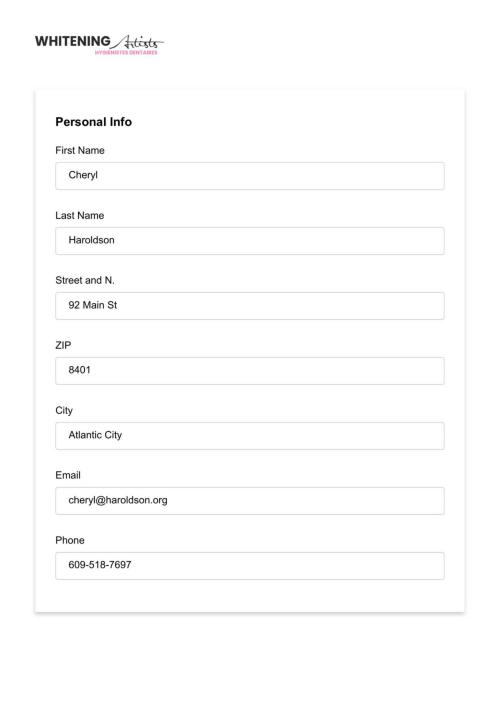 WHITENING Artists
HYGIÉNISTES DENTAIRES
Personal Info
First Name
Cheryl
Last Name
Haroldson
Street and N.
92 Main St
ZIP
8401
City
Atlantic City
Email
cheryl@haroldson.org
Phone
609-518-7697